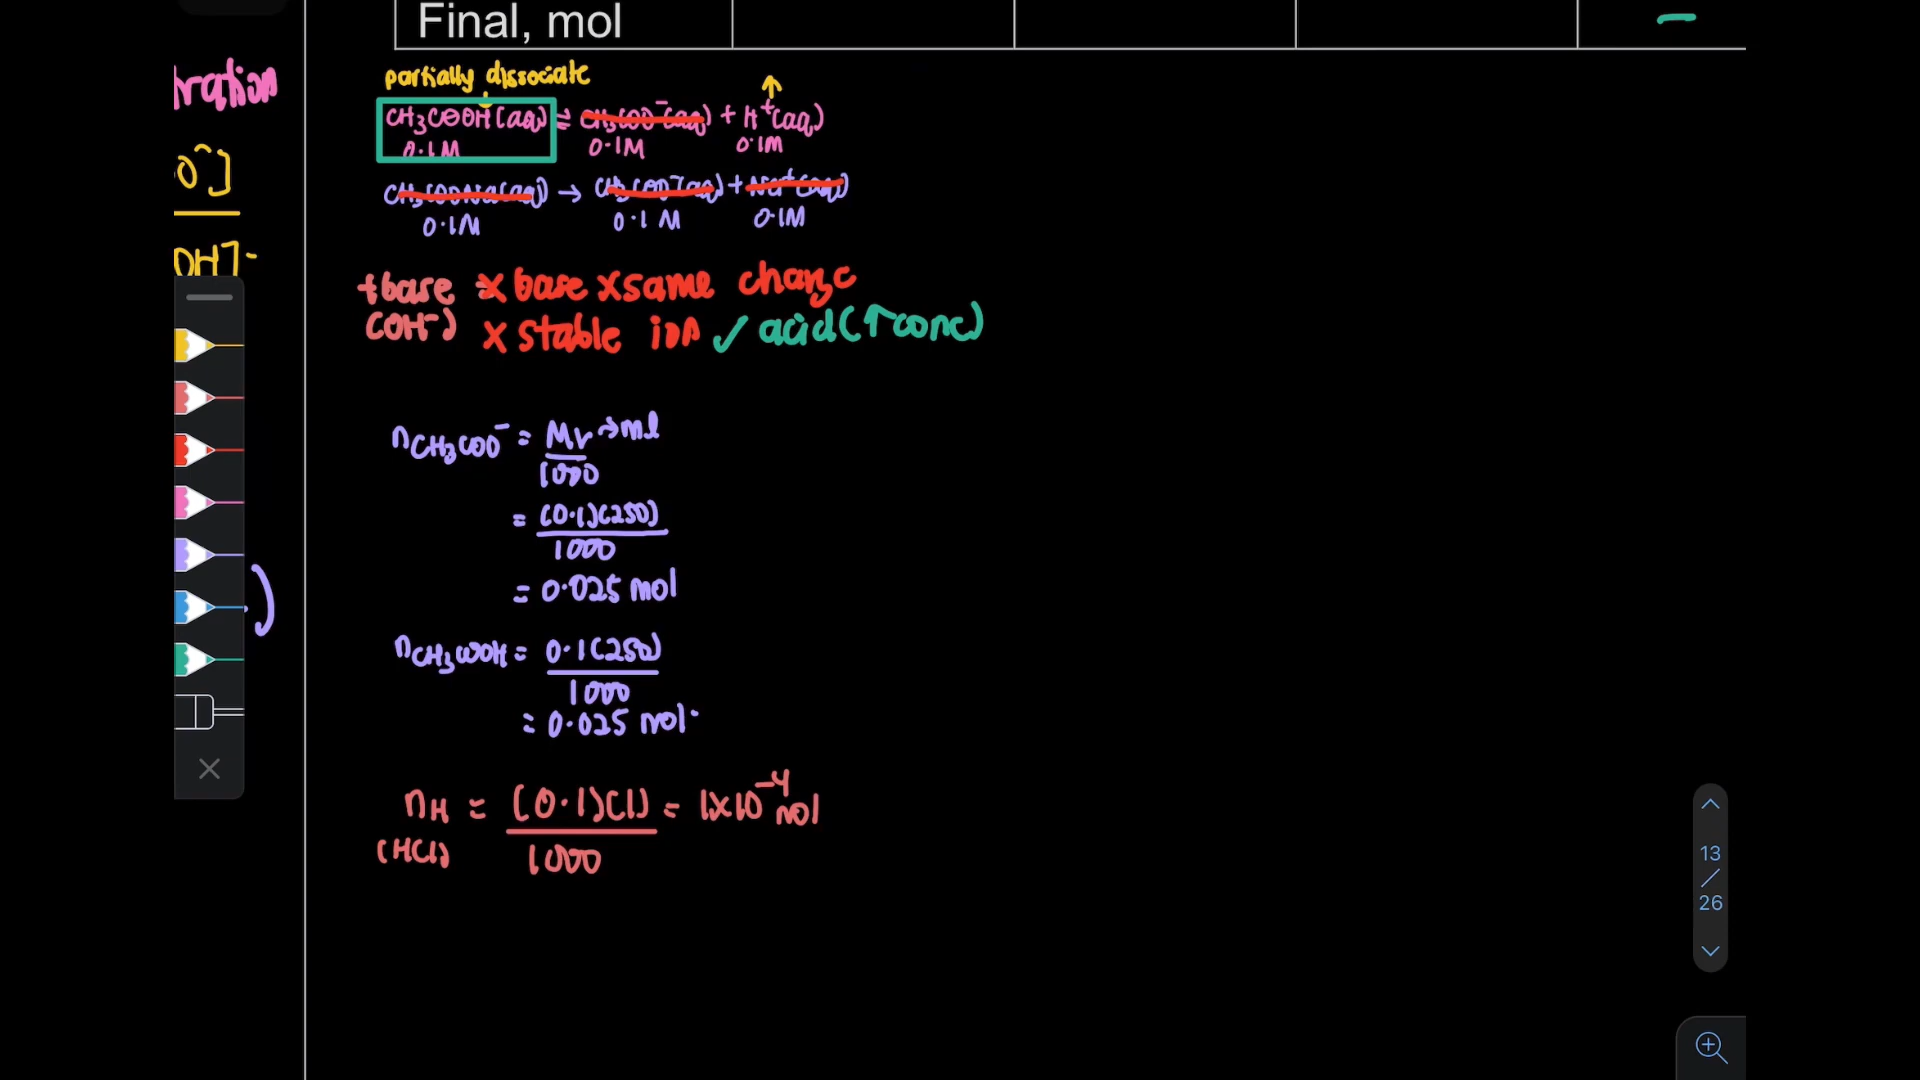 Final, mol
tration
partially dissociate
↑
CH3COOH(aq) ⇌ CH3COO⁻(aq) + H⁺(aq)
0.1M 0.1M 0.1M
O⁻]
CH3COONa(aq) → CH3COO⁻(aq) + Na⁺(aq)
0.1M 0.1M 0.1M
OH]
+base × base × same charge
(OH⁻) × stable ion ✓ acid(↑conc)
nCH3COO⁻ = Mv → ml
1000
= (0.1)(250)
1000
= 0.025 mol
nCH3COOH = 0.1(250)
1000
= 0.025 mol
nH = (0.1)(1) = 1x10⁻⁴ mol
(HCl) 1000
13
/
26